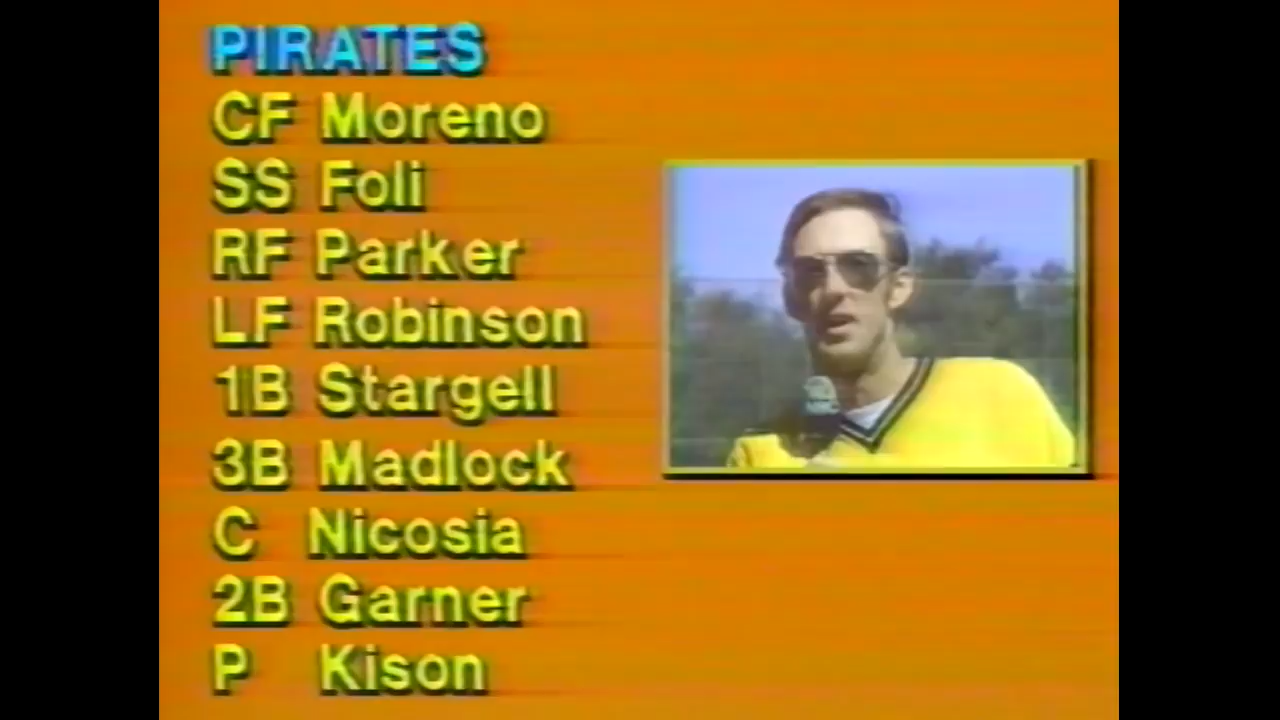 PIRATES
CF Moreno
SS Foli
RF Parker
LF Robinson
1B Stargell
3B Madlock
C Nicosia
2B Garner
P Kison